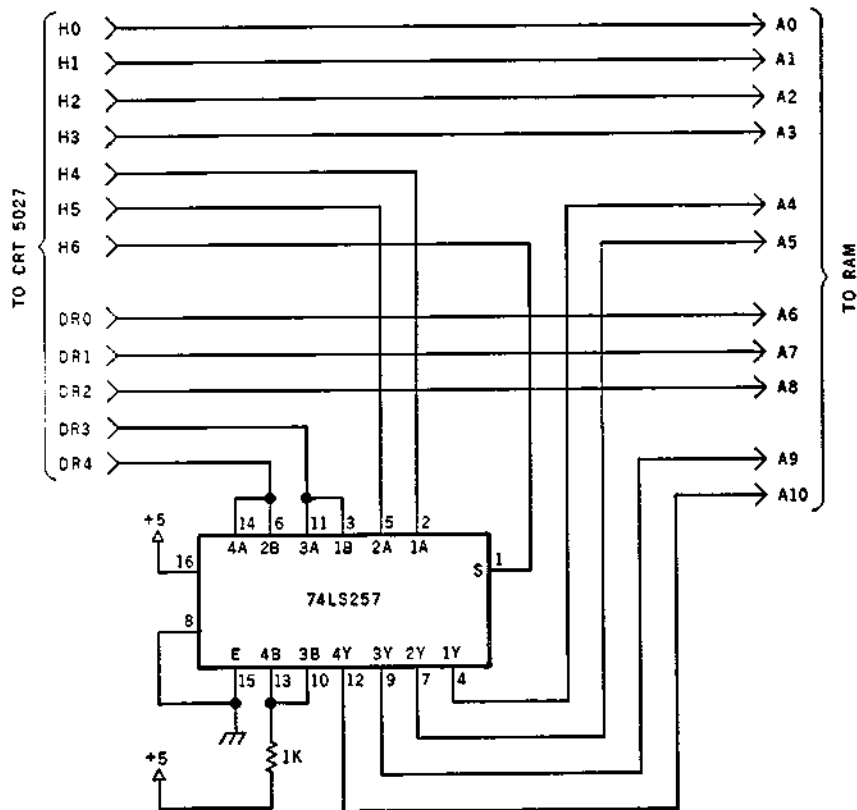 TO CRT 5027
H0
H1
H2
H3
H4
H5
H6
DR0
DR1
DR2
DR3
DR4
A0
A1
A2
A3
A4
A5
A6
A7
A8
A9
A10
TO RAM
+5
14 6 11 3 5 2
4A 2B 3A 1B 2A 1A
16
S 1
74LS257
8
E 4B 3B 4Y 3Y 2Y 1Y
15 13 10 12 9 7 4
1K
+5